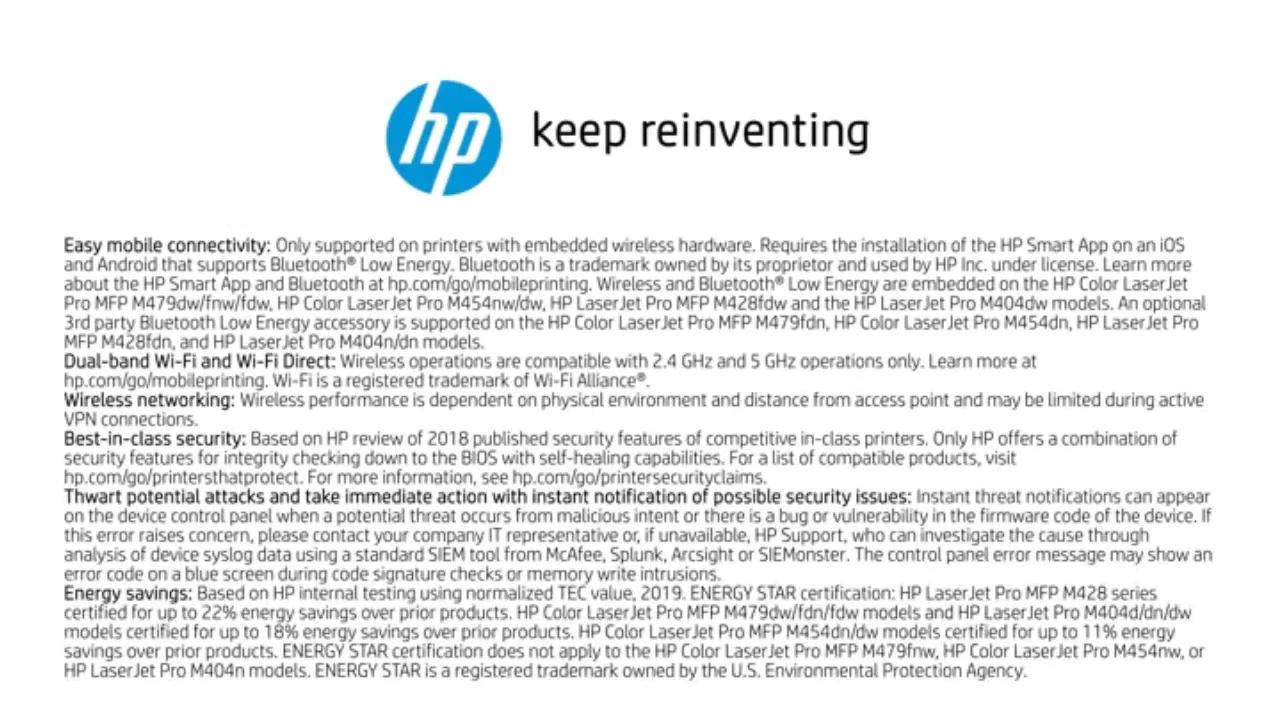 hp keep reinventing
Easy mobile connectivity: Only supported on printers with embedded wireless hardware. Requires the installation of the HP Smart App on an iOS
and Android that supports Bluetooth® Low Energy. Bluetooth is a trademark owned by its proprietor and used by HP Inc. under license. Learn more
about the HP Smart App and Bluetooth at hp.com/go/mobileprinting. Wireless and Bluetooth® Low Energy are embedded on the HP Color LaserJet
Pro MFP M479dw/fnw/fdw, HP Color LaserJet Pro M454nw/dw, HP LaserJet Pro MFP M428fdw and the HP LaserJet Pro M404dw models. An optional
3rd party Bluetooth Low Energy accessory is supported on the HP Color LaserJet Pro MFP M479fdn, HP Color LaserJet Pro M454dn, HP LaserJet Pro
MFP M428fdn, and HP LaserJet Pro M404n/dn models.
Dual-band Wi-Fi and Wi-Fi Direct: Wireless operations are compatible with 2.4 GHz and 5 GHz operations only. Learn more at
hp.com/go/mobileprinting. Wi-Fi is a registered trademark of Wi-Fi Alliance®.
Wireless networking: Wireless performance is dependent on physical environment and distance from access point and may be limited during active
VPN connections.
Best-in-class security: Based on HP review of 2018 published security features of competitive in-class printers. Only HP offers a combination of
security features for integrity checking down to the BIOS with self-healing capabilities. For a list of compatible products, visit
hp.com/go/printersthatprotect. For more information, see hp.com/go/printersecurityclaims.
Thwart potential attacks and take immediate action with instant notification of possible security issues: Instant threat notifications can appear
on the device control panel when a potential threat occurs from malicious intent or there is a bug or vulnerability in the firmware code of the device. If
this error raises concern, please contact your company IT representative or, if unavailable, HP Support, who can investigate the cause through
analysis of device syslog data using a standard SIEM tool from McAfee, Splunk, Arcsight or SIEMonster. The control panel error message may show an
error code on a blue screen during code signature checks or memory write intrusions.
Energy savings: Based on HP internal testing using normalized TEC value, 2019. ENERGY STAR certification: HP LaserJet Pro MFP M428 series
certified for up to 22% energy savings over prior products. HP Color LaserJet Pro MFP M479dw/fdn/fdw models and HP LaserJet Pro M404d/dn/dw
models certified for up to 18% energy savings over prior products. HP Color LaserJet Pro MFP M454dn/dw models certified for up to 11% energy
savings over prior products. ENERGY STAR certification does not apply to the HP Color LaserJet Pro MFP M479fnw, HP Color LaserJet Pro M454nw, or
HP LaserJet Pro M404n models. ENERGY STAR is a registered trademark owned by the U.S. Environmental Protection Agency.